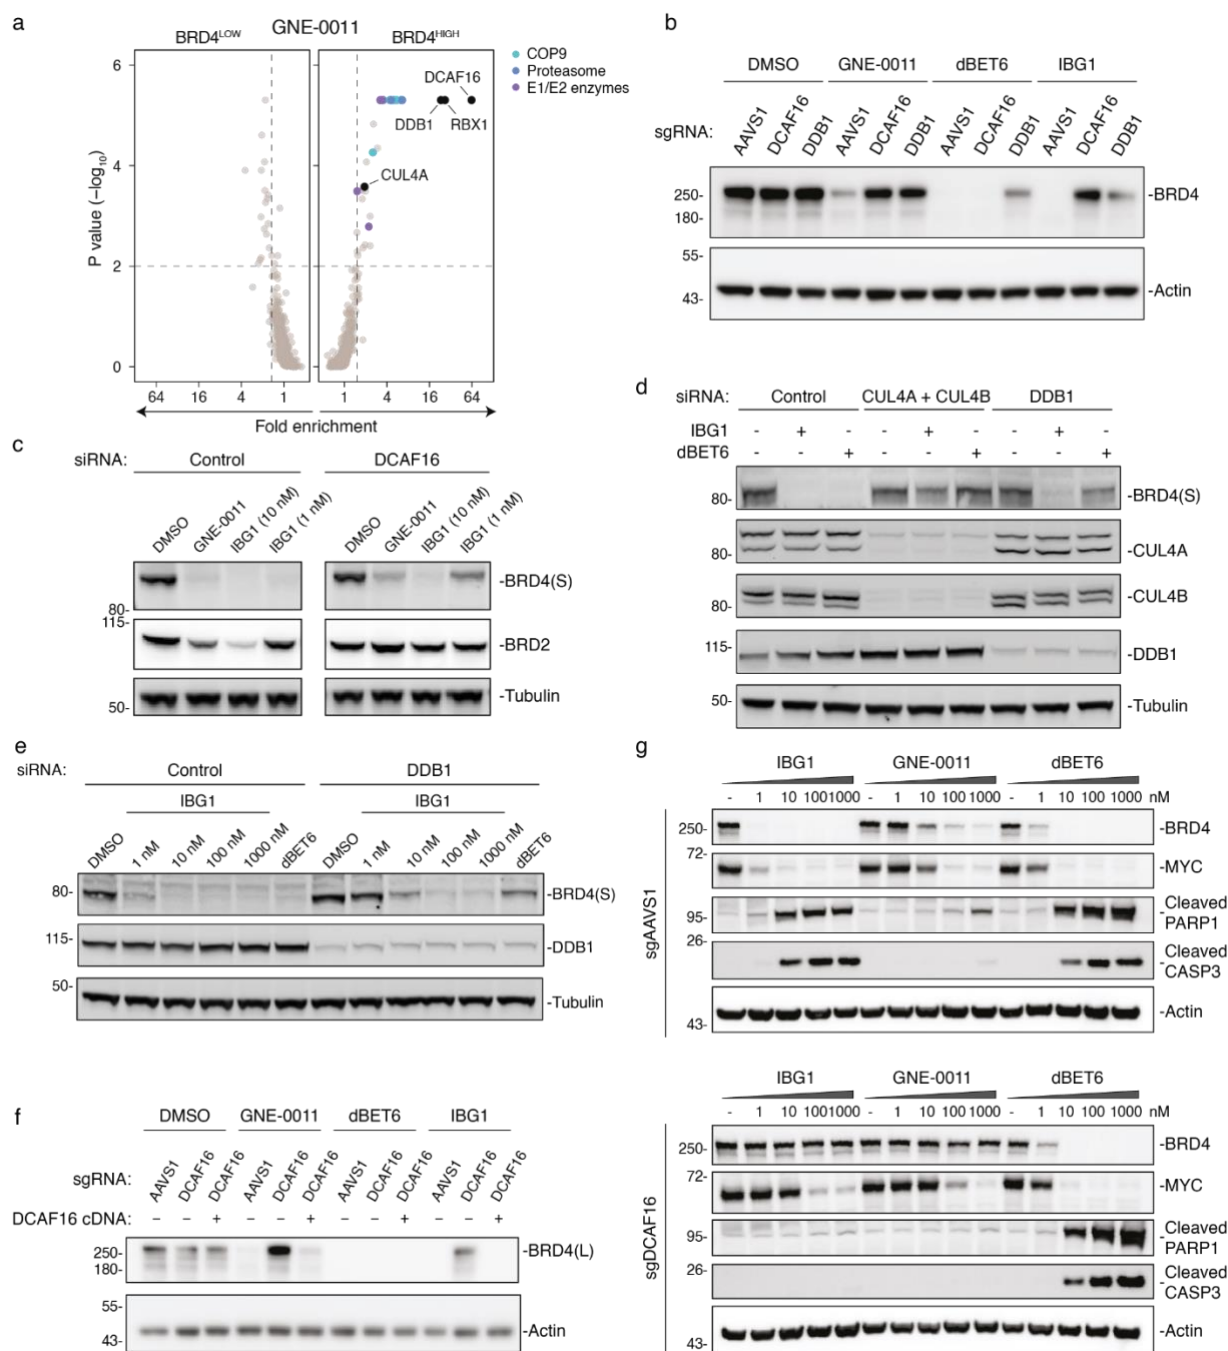 a
GNE-0011
BRD4LOW
BRD4HIGH
COP9
Proteasome
E1/E2 enzymes
DCAF16
DDB1
RBX1
CUL4A
P value (−log10)
6
4
2
0
64 16 4 1 1 4 16 64
Fold enrichment
b
DMSO GNE-0011 dBET6 IBG1
sgRNA: AAVS1 DCAF16 DDB1 AAVS1 DCAF16 DDB1 AAVS1 DCAF16 DDB1 AAVS1 DCAF16 DDB1
250- -BRD4
180-
55-
-Actin
43-
c
siRNA: Control DCAF16
DMSO GNE-0011 IBG1 (10 nM) IBG1 (1 nM) DMSO GNE-0011 IBG1 (10 nM) IBG1 (1 nM)
-BRD4(S)
80-
115-
-BRD2
-Tubulin
50-
d
siRNA: Control CUL4A + CUL4B DDB1
IBG1 - + - + - +
dBET6 + + +
80- -BRD4(S)
80- -CUL4A
80- -CUL4B
115- -DDB1
50- -Tubulin
e
siRNA: Control DDB1
IBG1 IBG1
DMSO 1 nM 10 nM 100 nM 1000 nM dBET6 DMSO 1 nM 10 nM 100 nM 1000 nM dBET6
80- -BRD4(S)
115- -DDB1
50- -Tubulin
f
DMSO GNE-0011 dBET6 IBG1
sgRNA: AAVS1 DCAF16 DCAF16 AAVS1 DCAF16 DCAF16 AAVS1 DCAF16 DCAF16 AAVS1 DCAF16 DCAF16
DCAF16 cDNA: − − + − − + − − + − − +
250- -BRD4(L)
180-
55-
-Actin
43-
g
IBG1 GNE-0011 dBET6
- 1 10 100 1000 - 1 10 100 1000 - 1 10 100 1000 nM
sgAAVS1
250- -BRD4
72-
-MYC
95- -Cleaved PARP1
26-
-Cleaved CASP3
-Actin
43-
IBG1 GNE-0011 dBET6
- 1 10 100 1000 - 1 10 100 1000 - 1 10 100 1000 nM
sgDCAF16
250- -BRD4
72-
-MYC
95- -Cleaved PARP1
26-
-Cleaved CASP3
43- -Actin